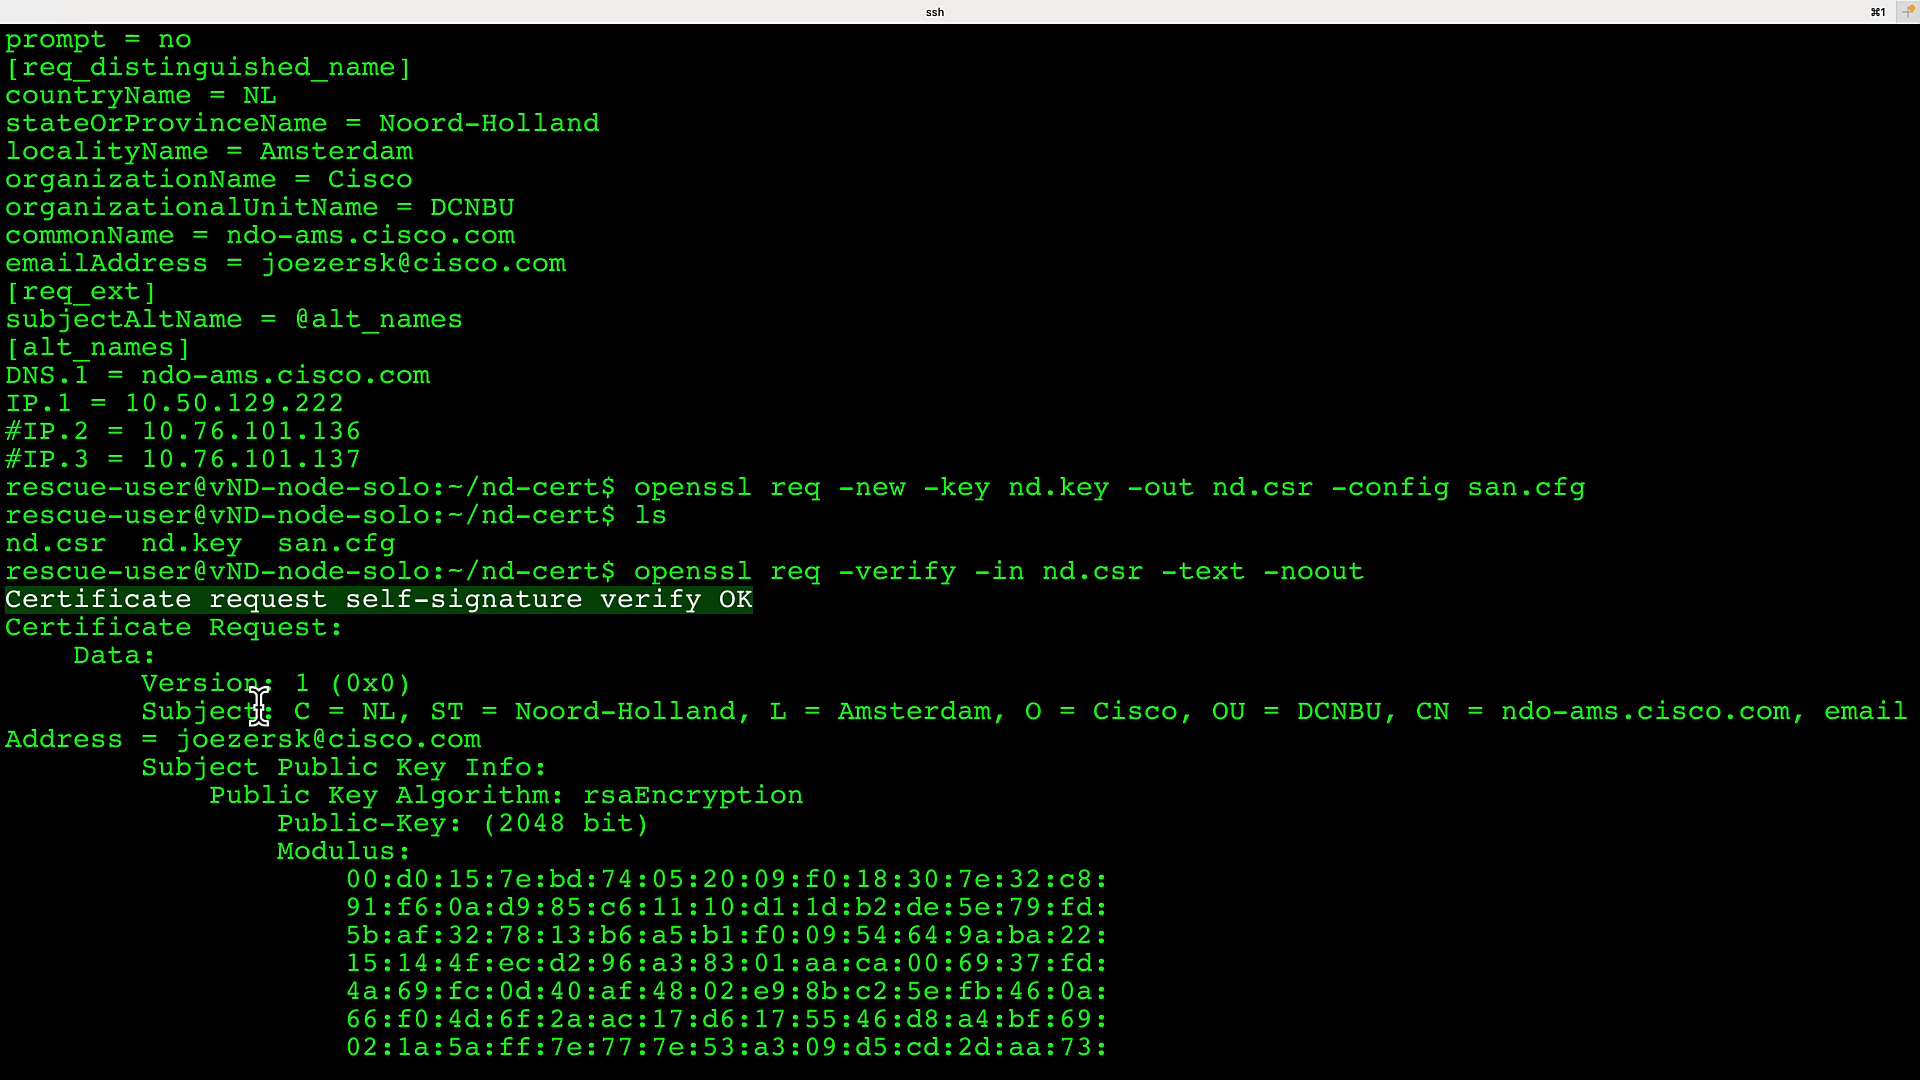 ssh
⌘1
prompt = no
[req_distinguished_name]
countryName = NL
stateOrProvinceName = Noord-Holland
localityName = Amsterdam
organizationName = Cisco
organizationalUnitName = DCNBU
commonName = ndo-ams.cisco.com
emailAddress = joezersk@cisco.com
[req_ext]
subjectAltName = @alt_names
[alt_names]
DNS.1 = ndo-ams.cisco.com
IP.1 = 10.50.129.222
#IP.2 = 10.76.101.136
#IP.3 = 10.76.101.137
rescue-user@vND-node-solo:~/nd-cert$ openssl req -new -key nd.key -out nd.csr -config san.cfg
rescue-user@vND-node-solo:~/nd-cert$ ls
nd.csr  nd.key  san.cfg
rescue-user@vND-node-solo:~/nd-cert$ openssl req -verify -in nd.csr -text -noout
Certificate request self-signature verify OK
Certificate Request:
    Data:
        Version: 1 (0x0)
        Subject: C = NL, ST = Noord-Holland, L = Amsterdam, O = Cisco, OU = DCNBU, CN = ndo-ams.cisco.com, email
Address = joezersk@cisco.com
        Subject Public Key Info:
            Public Key Algorithm: rsaEncryption
                Public-Key: (2048 bit)
                Modulus:
                    00:d0:15:7e:bd:74:05:20:09:f0:18:30:7e:32:c8:
                    91:f6:0a:d9:85:c6:11:10:d1:1d:b2:de:5e:79:fd:
                    5b:af:32:78:13:b6:a5:b1:f0:09:54:64:9a:ba:22:
                    15:14:4f:ec:d2:96:a3:83:01:aa:ca:00:69:37:fd:
                    4a:69:fc:0d:40:af:48:02:e9:8b:c2:5e:fb:46:0a:
                    66:f0:4d:6f:2a:ac:17:d6:17:55:46:d8:a4:bf:69:
                    02:1a:5a:ff:7e:77:7e:53:a3:09:d5:cd:2d:aa:73: